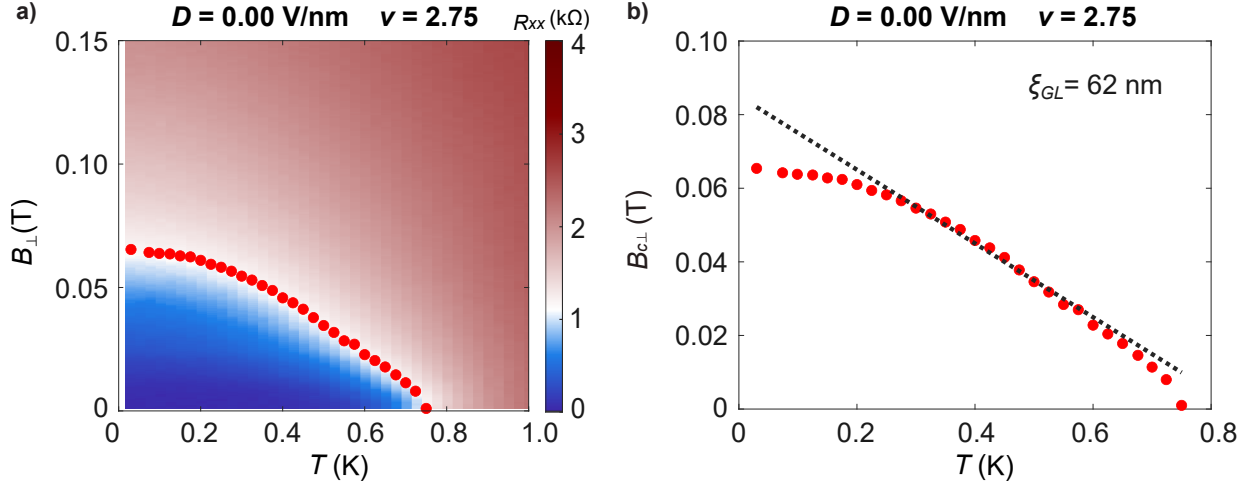 a)
D = 0.00 V/nm ν = 2.75
Rxx (kΩ)
0.15
0.10
0.05
0
B⊥(T)
0 0.2 0.4 0.6 0.8 1.0
T (K)
4
3
2
1
0
b)
D = 0.00 V/nm ν = 2.75
ξGL= 62 nm
0.10
0.08
0.06
0.04
0.02
0
Bc⊥(T)
0 0.2 0.4 0.6 0.8
T (K)